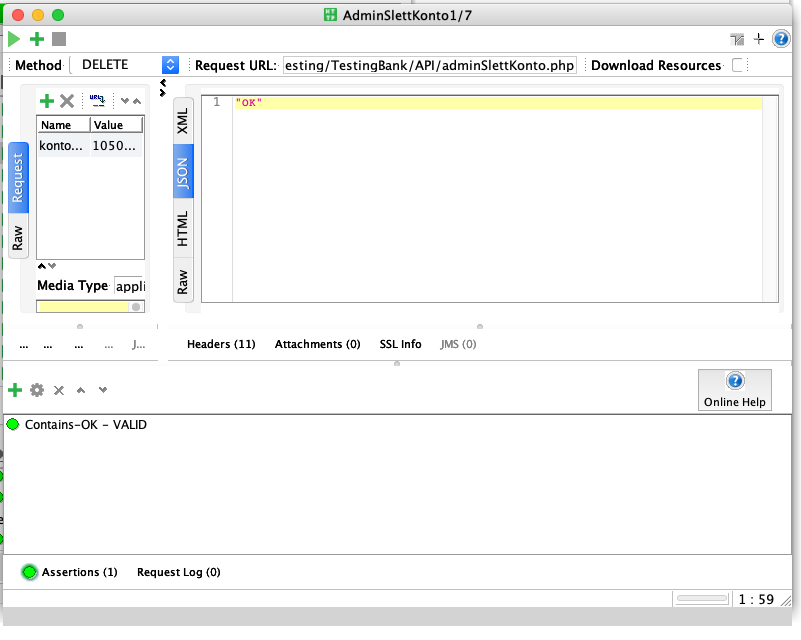 AdminSlettKonto1/7
Method DELETE Request URL: esting/TestingBank/API/adminSlettKonto.php Download Resources
URL
Name Value
konto... 1050...
Request
Raw
Media Type appli
XML
JSON
HTML
Raw
1 "OK"
... ... ... ... J...
Headers (11) Attachments (0) SSL Info JMS (0)
Online Help
Contains-OK - VALID
Assertions (1) Request Log (0)
1 : 59